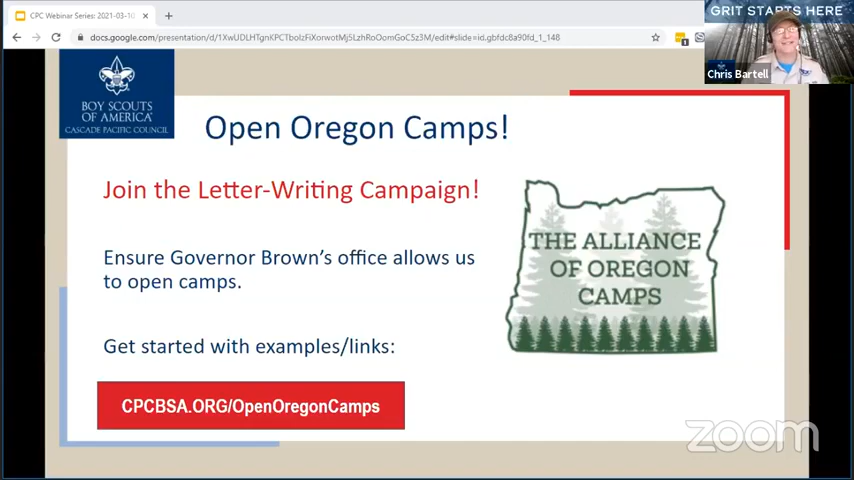 CPC Webinar Series: 2021-03-16
docs.google.com/presentation/d/1XwUDLHTgnKPCTboIzFiXorwotMj5LzhRoOomGoC5z3M/edit#slide=id.gbfdc8a90fd_1_148
GRIT STARTS HERE
Chris Bartell
BOY SCOUTS
OF AMERICA
CASCADE PACIFIC COUNCIL
Open Oregon Camps!
Join the Letter-Writing Campaign!
Ensure Governor Brown's office allows us
to open camps.
Get started with examples/links:
CPCBSA.ORG/OpenOregonCamps
THE ALLIANCE
OF OREGON
CAMPS
zoom